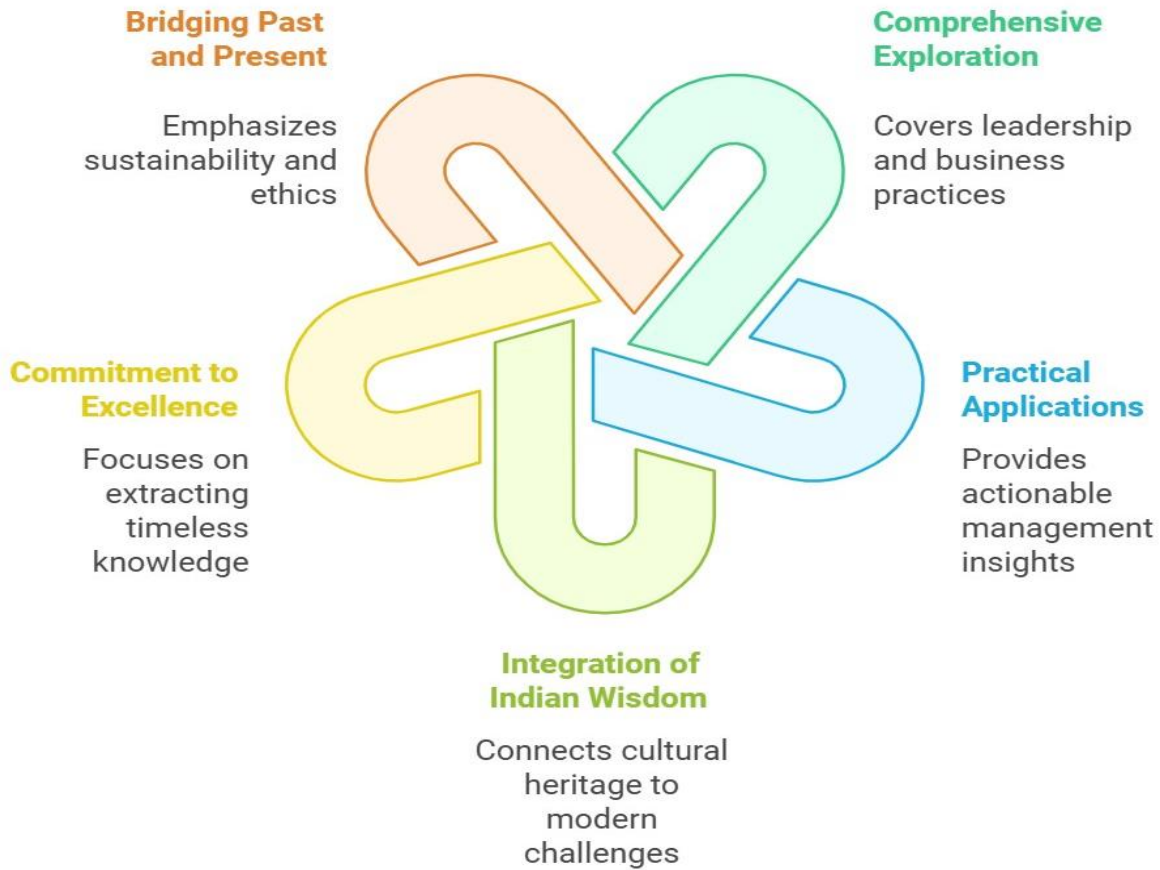 Bridging Past
and Present
Emphasizes
sustainability and
ethics
Comprehensive
Exploration
Covers leadership
and business
practices
Commitment to
Excellence
Focuses on
extracting
timeless
knowledge
Practical
Applications
Provides
actionable
management
insights
Integration of
Indian Wisdom
Connects cultural
heritage to
modern
challenges